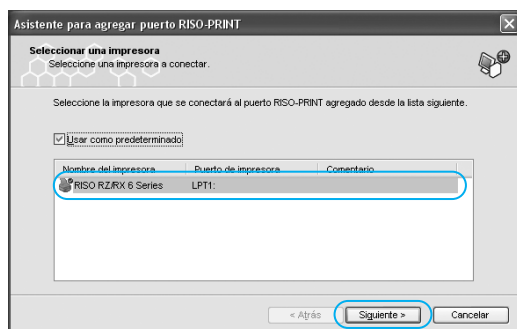 Asistente para agregar puerto RISO-PRINT
Seleccionar una impresora
Seleccione una impresora a conectar.
Seleccione la impresora que se conectará al puerto RISO-PRINT agregado desde la lista siguiente.
Usar como predeterminado
Nombre del impresora Puerto de impresora Comentario
RISO RZ/RX 6 Series LPT1:
< Atrás Siguiente > Cancelar